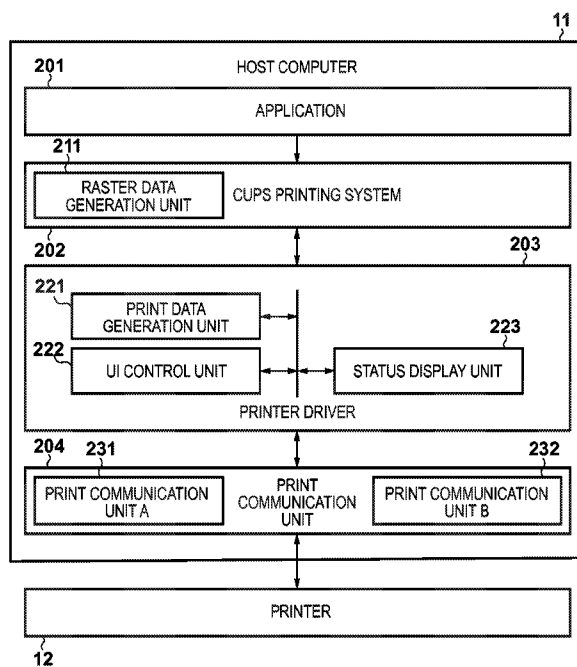 11
HOST COMPUTER
201
APPLICATION
211
RASTER DATA
GENERATION UNIT
CUPS PRINTING SYSTEM
202
203
221
PRINT DATA
GENERATION UNIT
222
223
UI CONTROL UNIT
STATUS DISPLAY UNIT
PRINTER DRIVER
204
231
232
PRINT COMMUNICATION
UNIT A
PRINT
COMMUNICATION
UNIT
PRINT COMMUNICATION
UNIT B
PRINTER
12